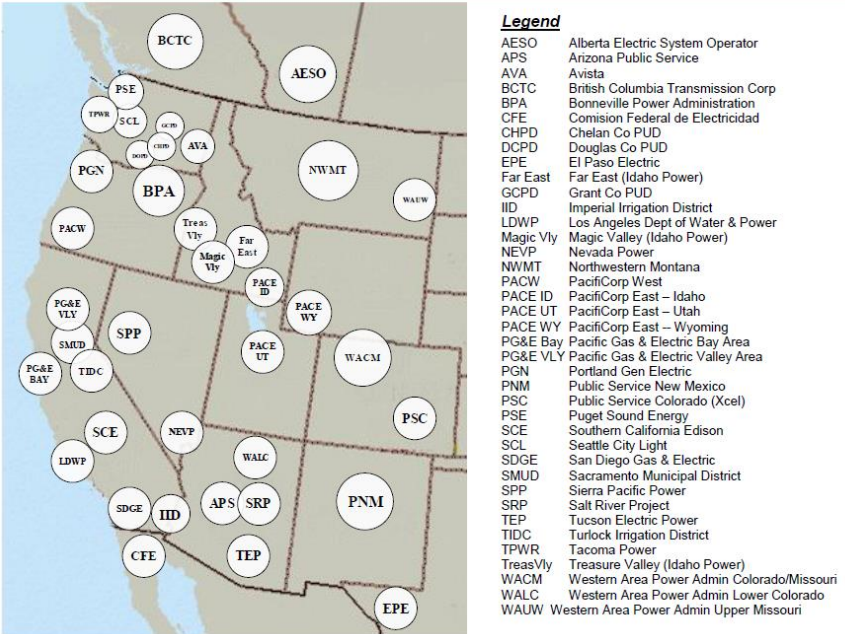 BCTC
AESO
PSE
TPWR
SCL
GCPD
CHPD
DOPD
AVA
PGN
BPA
NWMT
WAUW
PACW
Treas
Vly
Far
East
Magic
Vly
PACE
ID
PACE
WY
PG&E
VLY
SPP
SMUD
PACE
UT
WACM
PG&E
BAY
TIDC
PSC
SCE
NEVP
LDWP
WALC
SDGE
IID
APS
SRP
PNM
CFE
TEP
EPE
Legend
AESO Alberta Electric System Operator
APS Arizona Public Service
AVA Avista
BCTC British Columbia Transmission Corp
BPA Bonneville Power Administration
CFE Comision Federal de Electricidad
CHPD Chelan Co PUD
DCPD Douglas Co PUD
EPE El Paso Electric
Far East Far East (Idaho Power)
GCPD Grant Co PUD
IID Imperial Irrigation District
LDWP Los Angeles Dept of Water & Power
Magic Vly Magic Valley (Idaho Power)
NEVP Nevada Power
NWMT Northwestern Montana
PACW PacifiCorp West
PACE ID PacifiCorp East – Idaho
PACE UT PacifiCorp East – Utah
PACE WY PacifiCorp East -- Wyoming
PG&E Bay Pacific Gas & Electric Bay Area
PG&E VLY Pacific Gas & Electric Valley Area
PGN Portland Gen Electric
PNM Public Service New Mexico
PSC Public Service Colorado (Xcel)
PSE Puget Sound Energy
SCE Southern California Edison
SCL Seattle City Light
SDGE San Diego Gas & Electric
SMUD Sacramento Municipal District
SPP Sierra Pacific Power
SRP Salt River Project
TEP Tucson Electric Power
TIDC Turlock Irrigation District
TPWR Tacoma Power
TreasVly Treasure Valley (Idaho Power)
WACM Western Area Power Admin Colorado/Missouri
WALC Western Area Power Admin Lower Colorado
WAUW Western Area Power Admin Upper Missouri